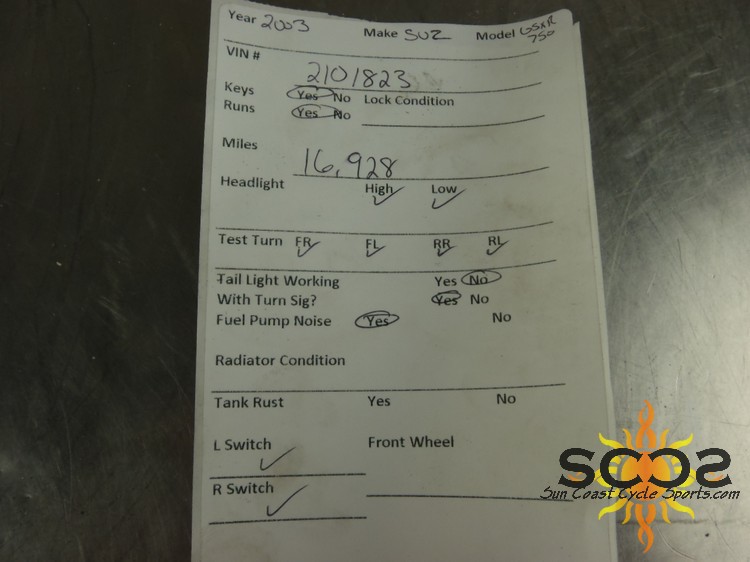 Year 2003 Make SUZ Model GSXR 750
VIN # 2101823
Keys Yes No Lock Condition
Runs Yes No
Miles 16,928
Headlight High Low
Test Turn FR FL RR RL
Tail Light Working Yes No
With Turn Sig? Yes No
Fuel Pump Noise Yes No
Radiator Condition
Tank Rust Yes No
L Switch Front Wheel
R Switch
SCCS
Sun Coast Cycle Sports.com